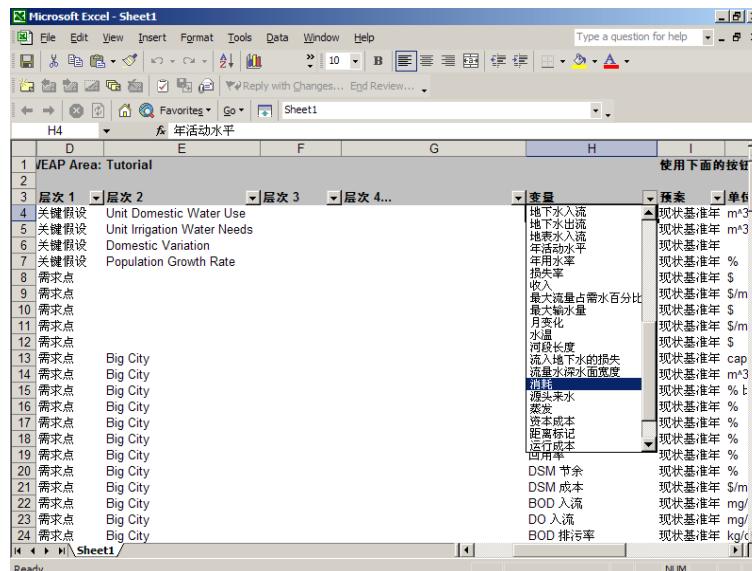 Microsoft Excel - Sheet1
File Edit View Insert Format Tools Data Window Help Type a question for help
10 B
Reply with Changes... End Review...
Favorites Go Sheet1
H4 fx 年活动水平
D E F G H I
1 WEAP Area: Tutorial 使用下面的按钮
2
3 层次 1 层次 2 层次 3 层次 4... 变量 预案 单位
4 关键假设 Unit Domestic Water Use 现状基准年 m^3
5 关键假设 Unit Irrigation Water Needs 现状基准年 m^3
6 关键假设 Domestic Variation 现状基准年
7 关键假设 Population Growth Rate 现状基准年 %
8 需求点 现状基准年 $
9 需求点 现状基准年 $/m
10 需求点 现状基准年 $
11 需求点 现状基准年 $/m
12 需求点 现状基准年 $
13 需求点 Big City 现状基准年 cap
14 需求点 Big City 现状基准年 m^3
15 需求点 Big City 现状基准年 % b
16 需求点 Big City 现状基准年 %
17 需求点 Big City 现状基准年 %
18 需求点 Big City 现状基准年 %
19 需求点 Big City 回用率 现状基准年 %
20 需求点 Big City DSM 节余 现状基准年 %
21 需求点 Big City DSM 成本 现状基准年 $/m
22 需求点 Big City BOD 入流 现状基准年 mg/
23 需求点 Big City DO 入流 现状基准年 mg/
24 需求点 Big City BOD 排污率 现状基准年 kg/c
地下水入流
地下水出流
地表水入流
年活动水平
年用水率
损失率
收入
最大流量占需水百分比
最大输水量
月变化
水温
河段长度
流入地下水的损失
流量水深水面宽度
消耗
源头来水
蒸发
资本成本
距离标记
运行成本
Sheet1
Ready NUM